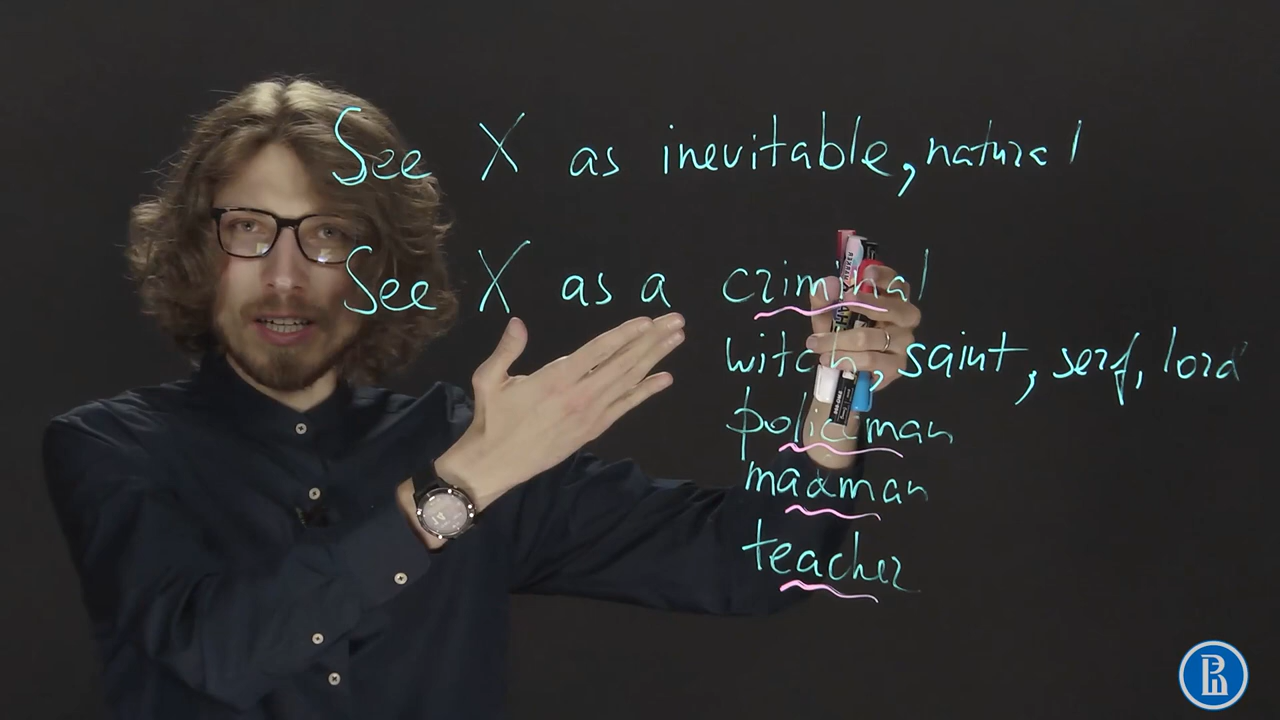 See X as inevitable, natural
See X as a criminal
witch, saint, serf, lord
policeman
madman
teacher